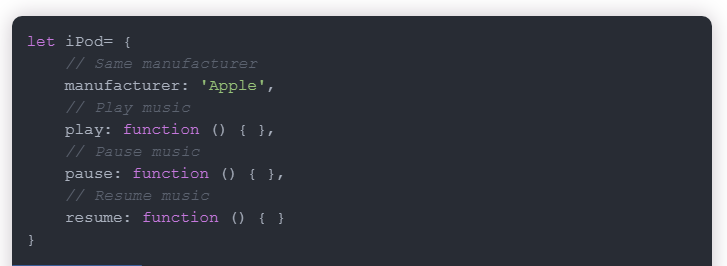 let iPod= {
    // Same manufacturer
    manufacturer: 'Apple',
    // Play music
    play: function () { },
    // Pause music
    pause: function () { },
    // Resume music
    resume: function () { }
}